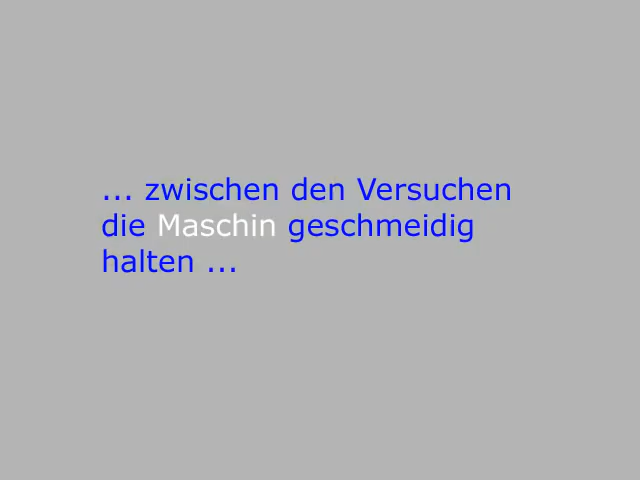 ... zwischen den Versuchen
die Maschin geschmeidig
halten ...